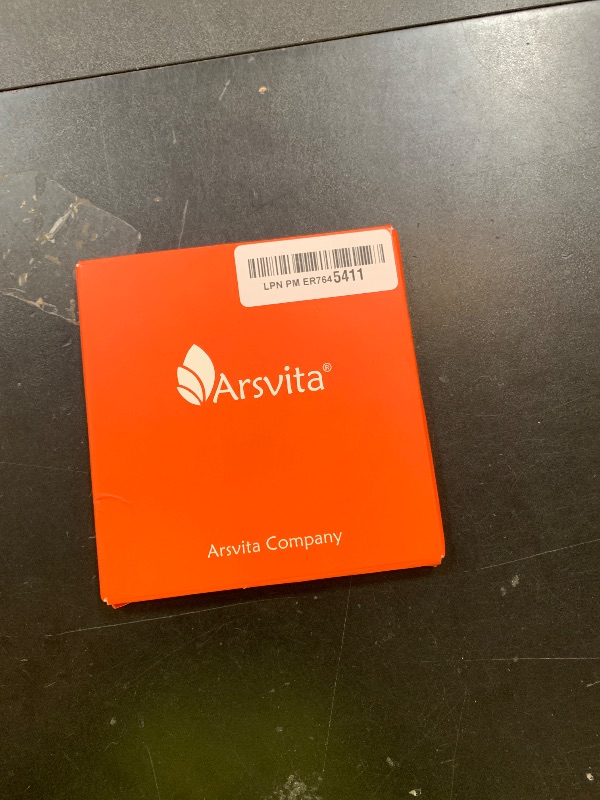 LPN PM ER7645411
Arsvita®
Arsvita Company